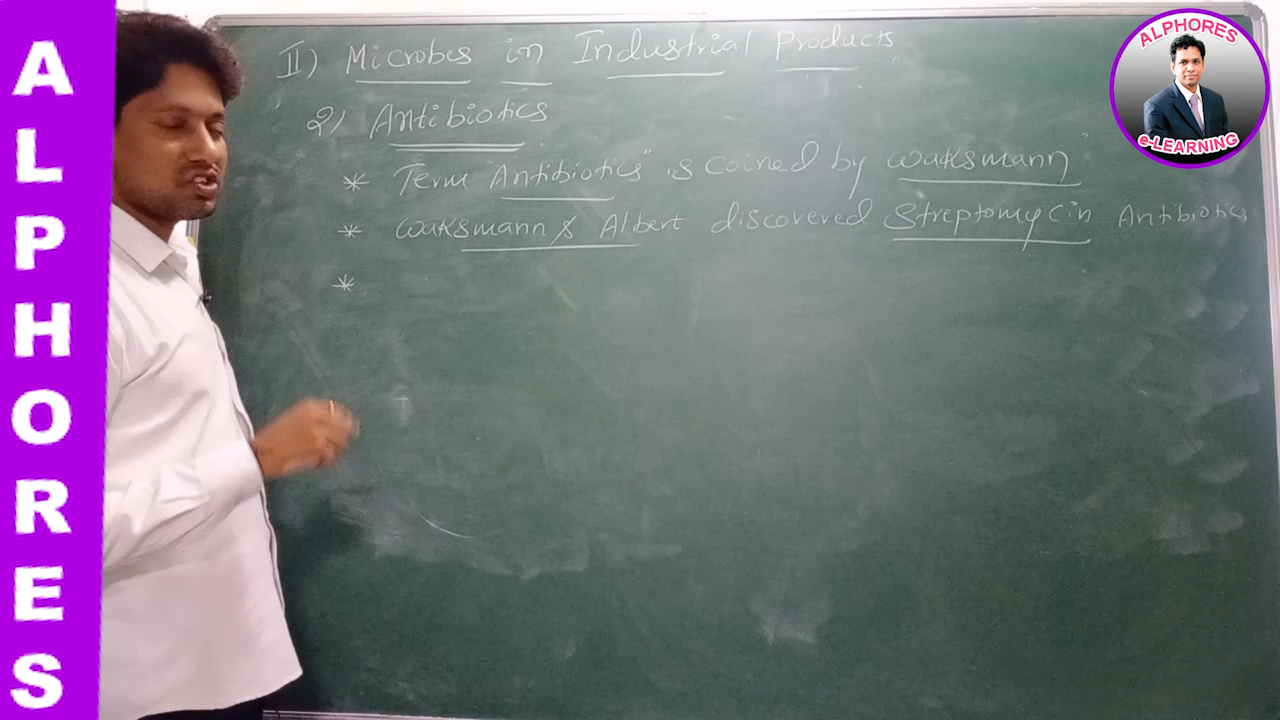 ALPHORES
II) Microbes in Industrial Products
2) Antibiotics
* Term Antibiotics" is coined by Waksmann
* Waksmann & Albert discovered Streptomycin Antibiotics
*
ALPHORES
e-LEARNING